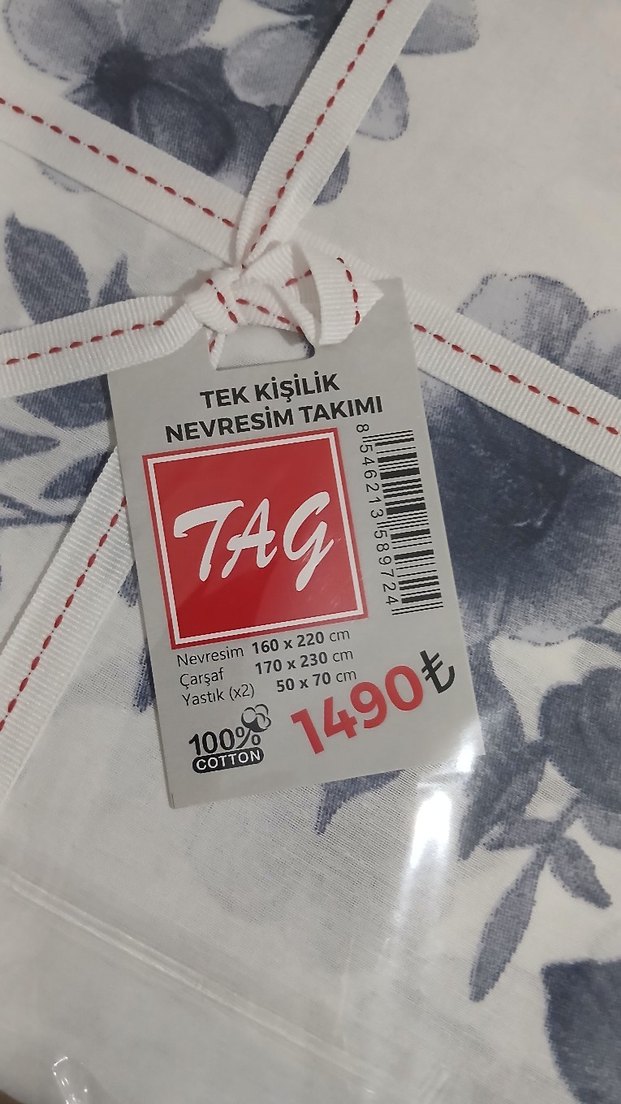 TEK KİŞİLİK
NEVRESİM TAKIMI
TAG
8 546213 589724
Nevresim 160 x 220 cm
Çarşaf 170 x 230 cm
Yastık (x2) 50 x 70 cm
100%
COTTON
1490₺